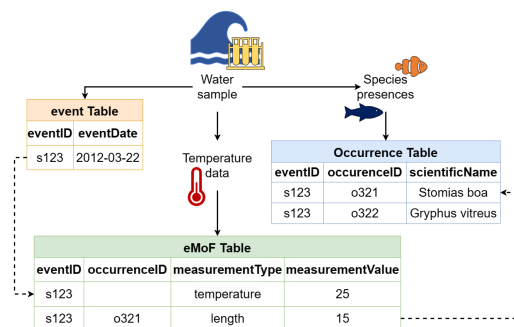 Water
sample
Species
presences
event Table
eventID eventDate
s123 2012-03-22
Temperature
data
Occurrence Table
eventID occurenceID scientificName
s123 o321 Stomias boa
s123 o322 Gryphus vitreus
eMoF Table
eventID occurrenceID measurementType measurementValue
s123 temperature 25
s123 o321 length 15